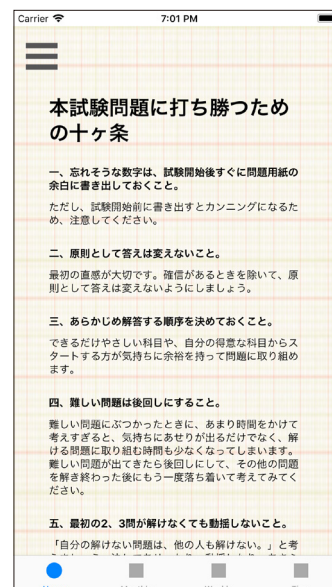 Carrier 7:01 PM
本試験問題に打ち勝つため
の十ヶ条
一、忘れそうな数字は、試験開始後すぐに問題用紙の
余白に書き出しておくこと。
ただし、試験開始前に書き出すとカンニングになるた
め、注意してください。
二、原則として答えは変えないこと。
最初の直感が大切です。確信があるときを除いて、原
則として答えは変えないようにしましょう。
三、あらかじめ解答する順序を決めておくこと。
できるだけやさしい科目や、自分の得意な科目からス
タートする方が気持ちに余裕を持って問題に取り組め
ます。
四、難しい問題は後回しにすること。
難しい問題にぶつかったときに、あまり時間をかけて
考えすぎると、気持ちにあせりが出るだけでなく、解
ける問題に取り組む時間も少なくなってしまいます。
難しい問題が出てきたら後回しにして、その他の問題
を解き終わった後にもう一度落ち着いて考えてみてく
ださい。
五、最初の2、3問が解けなくても動揺しないこと。
「自分の解けない問題は、他の人も解けない。」と考